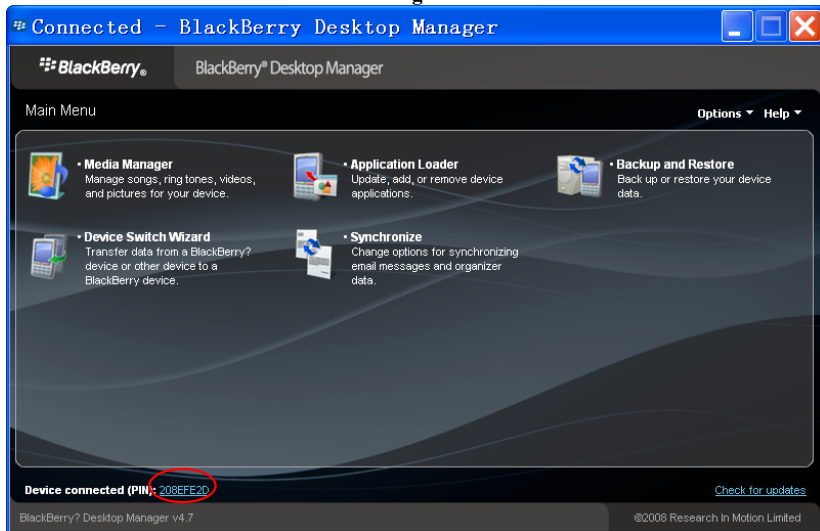 Connected - BlackBerry Desktop Manager
BlackBerry®
BlackBerry® Desktop Manager
Main Menu
Options
Help
Media Manager
Manage songs, ring tones, videos,
and pictures for your device.
Application Loader
Update, add, or remove device
applications.
Backup and Restore
Back up or restore your device
data.
Device Switch Wizard
Transfer data from a BlackBerry?
device or other device to a
BlackBerry device.
Synchronize
Change options for synchronizing
email messages and organizer
data.
Device connected (PIN): 208EFE2D
Check for updates
BlackBerry? Desktop Manager v4.7
©2008 Research In Motion Limited